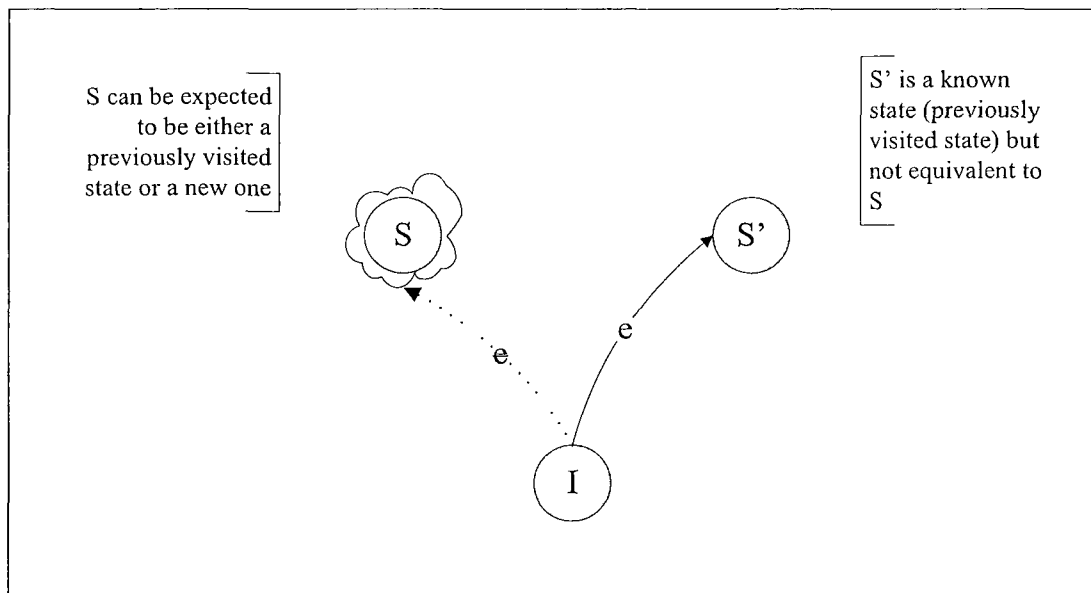 S can be expected
to be either a
previously visited
state or a new one
S’ is a known
state (previously
visited state) but
not equivalent to
S
S
S’
e
e
I